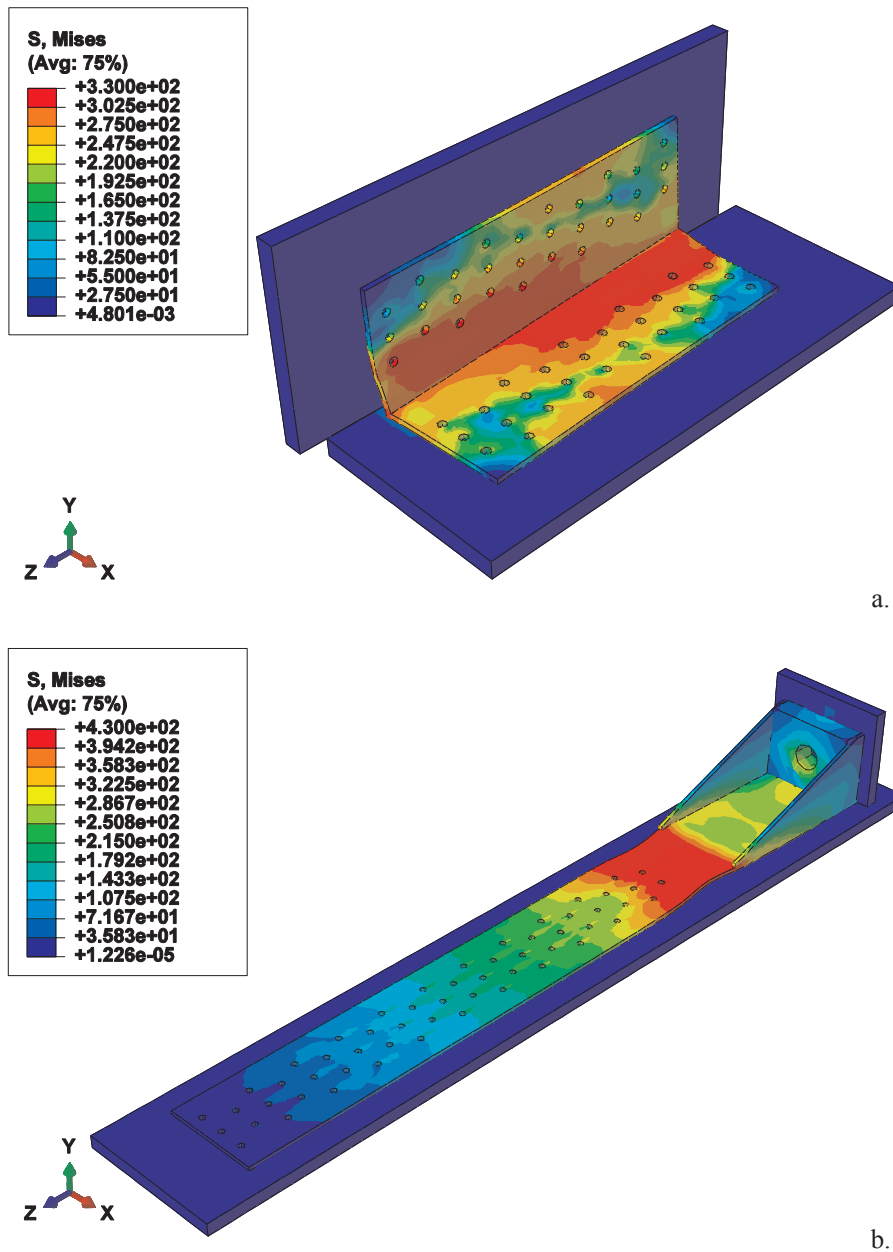 S, Mises
(Avg: 75%)
+3.300e+02
+3.025e+02
+2.750e+02
+2.475e+02
+2.200e+02
+1.925e+02
+1.650e+02
+1.375e+02
+1.100e+02
+8.250e+01
+5.500e+01
+2.750e+01
+4.801e-03
Y
Z
X
a.
S, Mises
(Avg: 75%)
+4.300e+02
+3.942e+02
+3.583e+02
+3.225e+02
+2.867e+02
+2.508e+02
+2.150e+02
+1.792e+02
+1.433e+02
+1.075e+02
+7.167e+01
+3.583e+01
+1.226e-05
Y
Z
X
b.